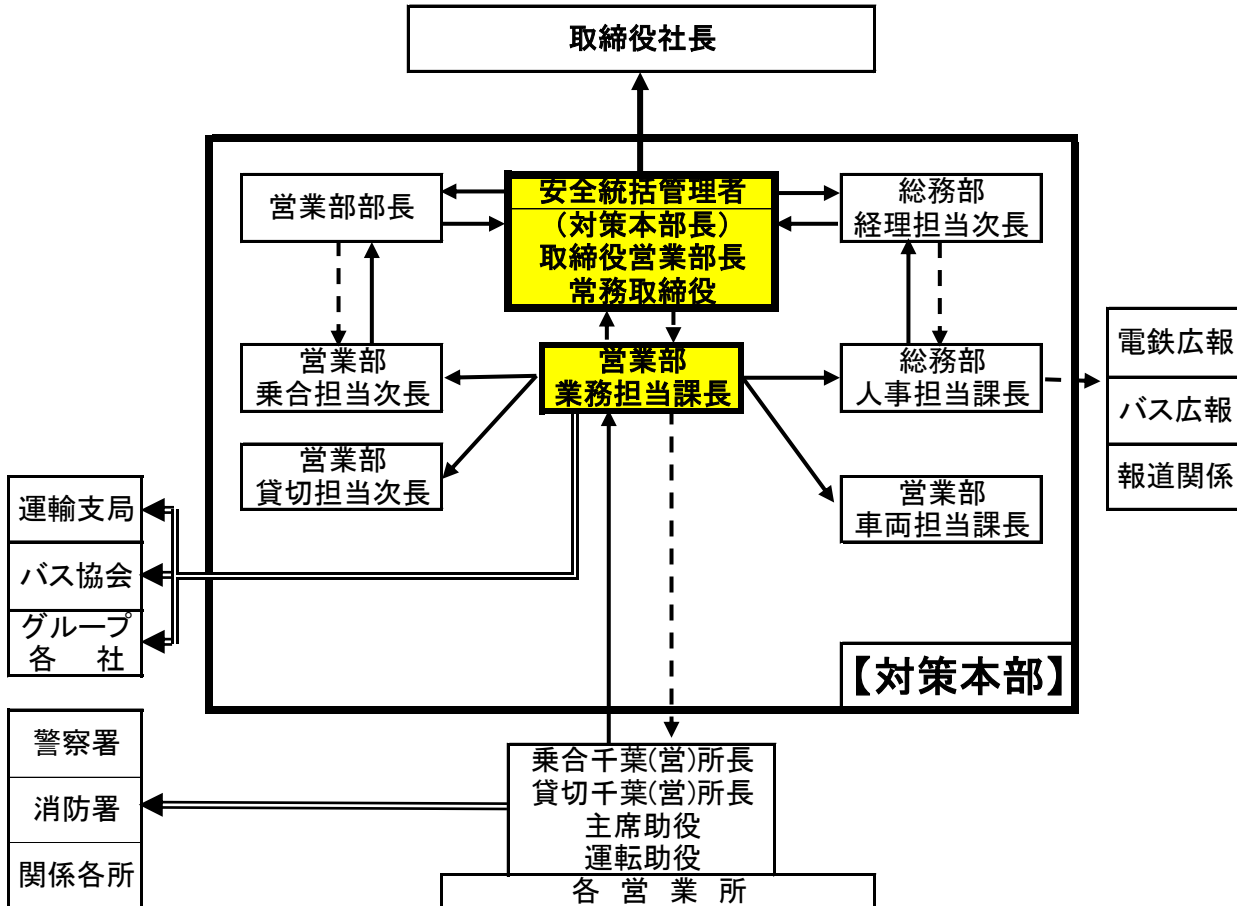 取締役社長
営業部部長
安全統括管理者
（対策本部長）
取締役営業部長
常務取締役
総務部
経理担当次長
営業部
乗合担当次長
営業部
業務担当課長
総務部
人事担当課長
電鉄広報
バス広報
報道関係
営業部
貸切担当次長
営業部
車両担当課長
運輸支局
バス協会
グループ
各　社
【対策本部】
警察署
消防署
関係各所
乗合千葉(営)所長
貸切千葉(営)所長
主席助役
運転助役
各 営 業 所